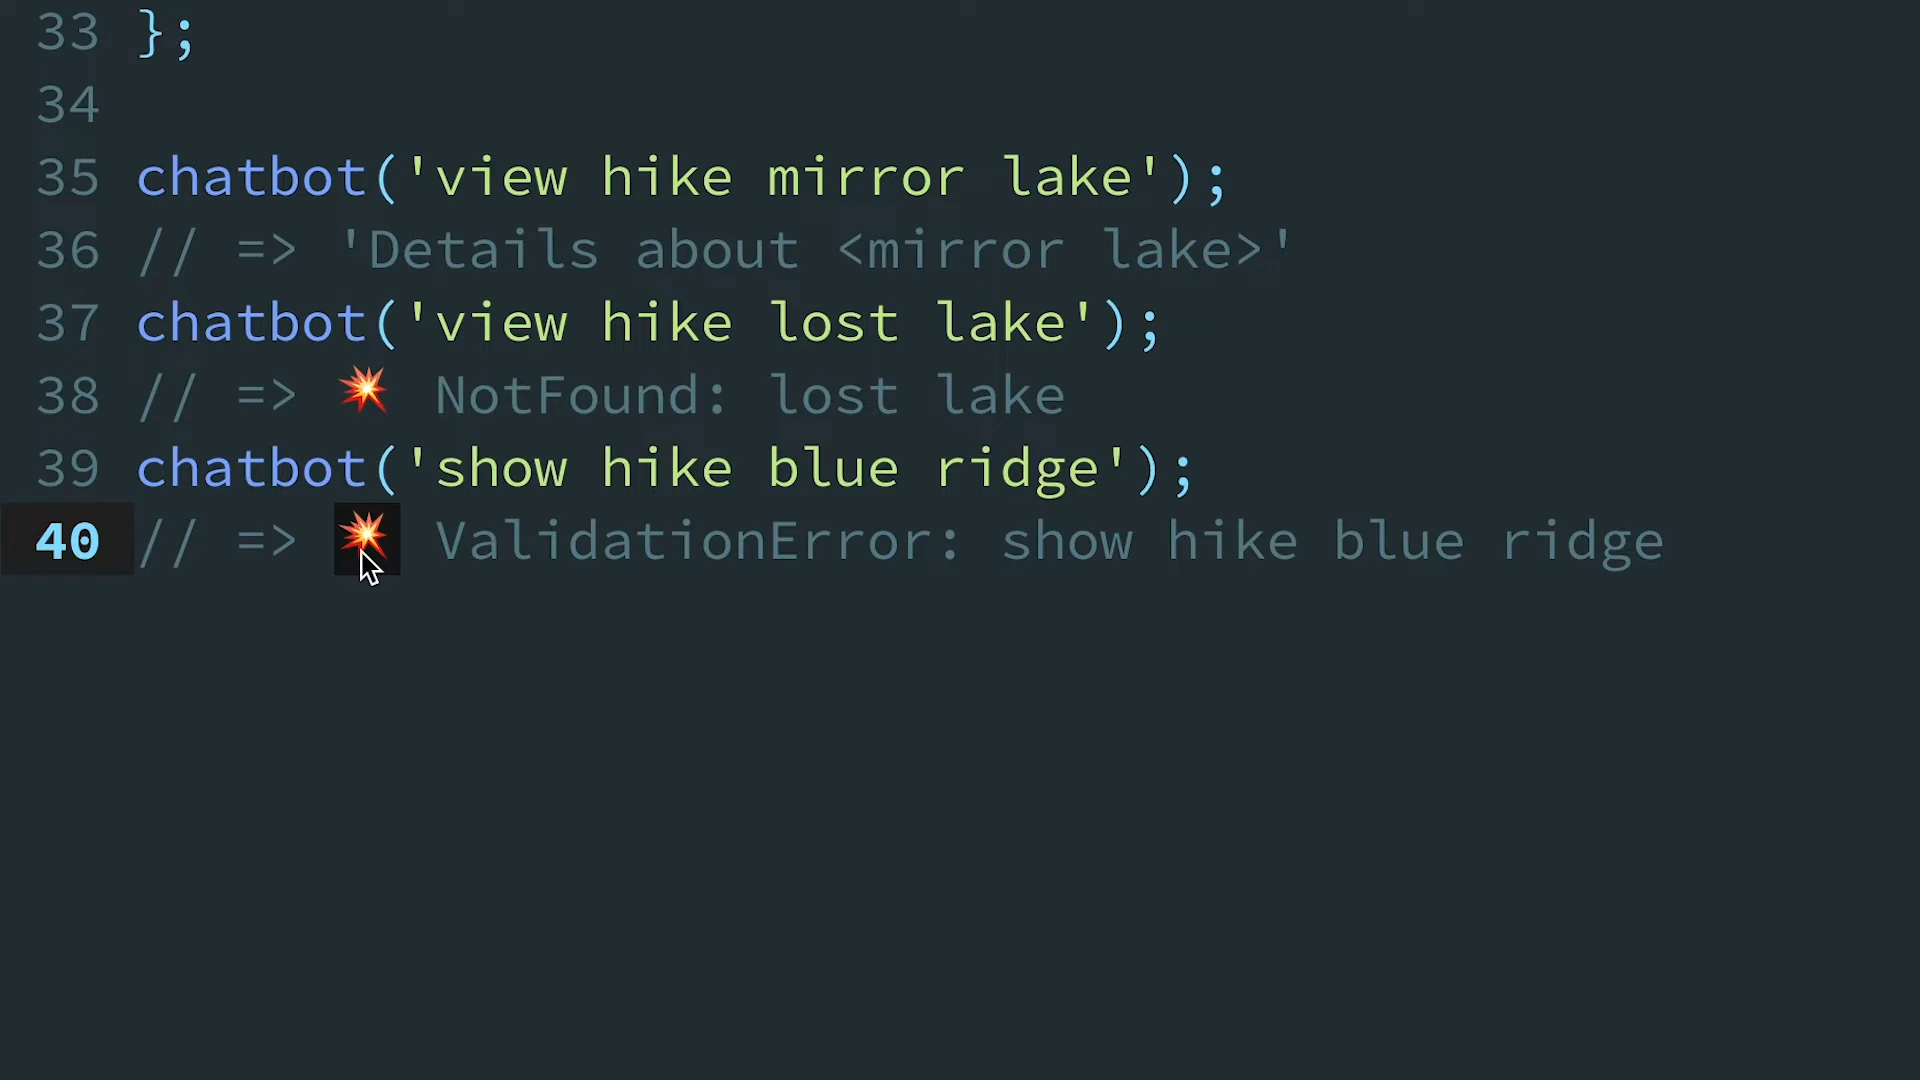 33 };
34
35 chatbot('view hike mirror lake');
36 // => 'Details about <mirror lake>'
37 chatbot('view hike lost lake');
38 // => 💥 NotFound: lost lake
39 chatbot('show hike blue ridge');
40 // => 💥 ValidationError: show hike blue ridge